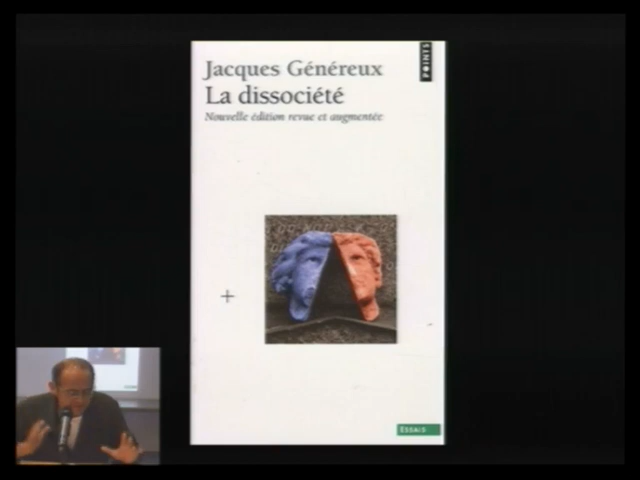 Jacques Généreux
La dissociété
Nouvelle édition revue et augmentée
POINTS
ESSAIS